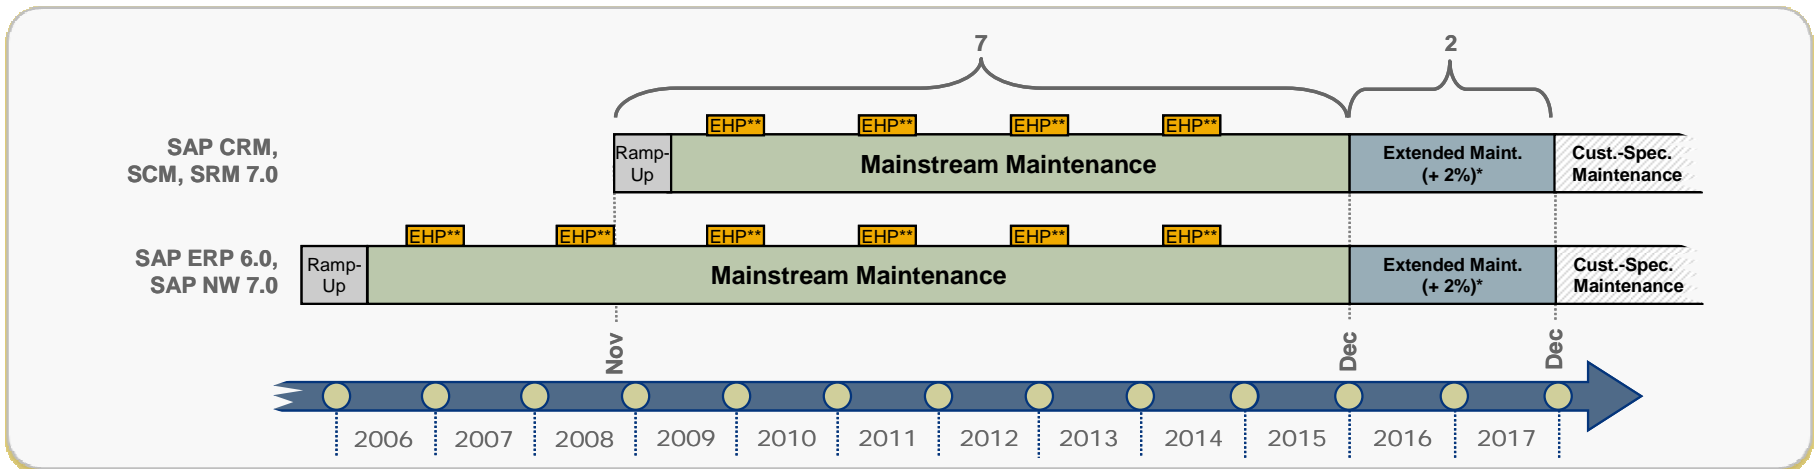 7
2
EHP**
EHP**
EHP**
EHP**
SAP CRM,
SCM, SRM 7.0
Ramp-
Up
Mainstream Maintenance
Extended Maint.
(+ 2%)*
Cust.-Spec.
Maintenance
EHP**
EHP**
EHP**
EHP**
EHP**
EHP**
SAP ERP 6.0,
SAP NW 7.0
Ramp-
Up
Mainstream Maintenance
Extended Maint.
(+ 2%)*
Cust.-Spec.
Maintenance
Nov
Dec
Dec
2006
2007
2008
2009
2010
2011
2012
2013
2014
2015
2016
2017